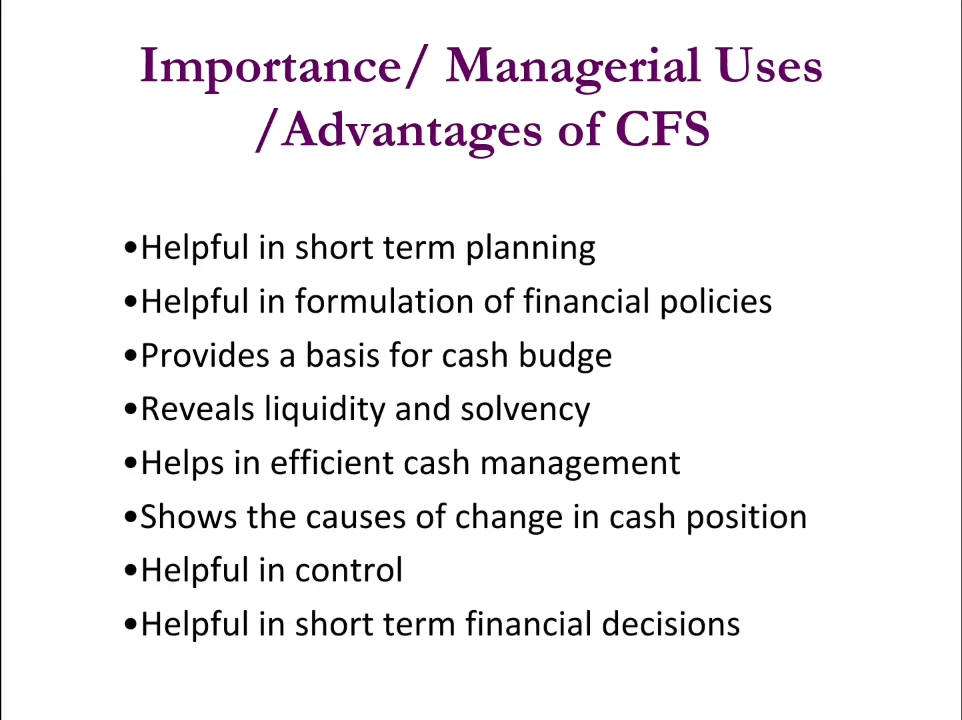 Importance/ Managerial Uses
/Advantages of CFS
•Helpful in short term planning
•Helpful in formulation of financial policies
•Provides a basis for cash budge
•Reveals liquidity and solvency
•Helps in efficient cash management
•Shows the causes of change in cash position
•Helpful in control
•Helpful in short term financial decisions